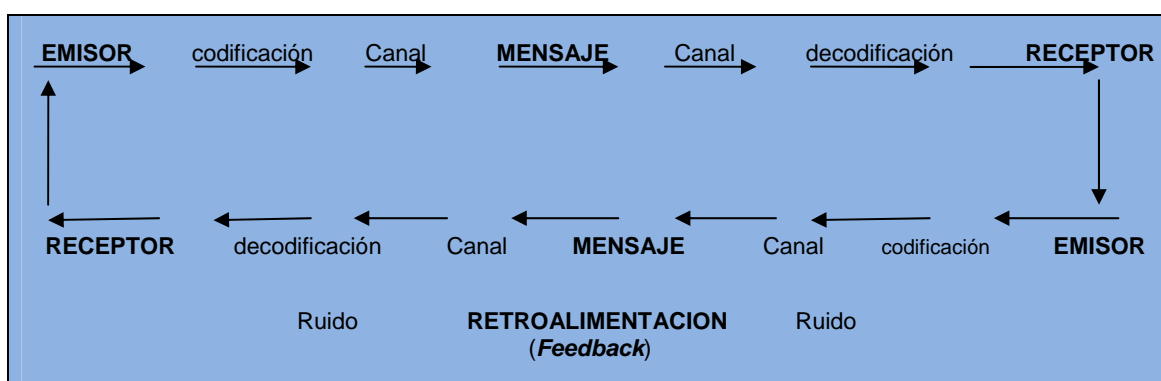 EMISOR codificación Canal MENSAJE Canal decodificación RECEPTOR
RECEPTOR decodificación Canal MENSAJE Canal codificación EMISOR
Ruido RETROALIMENTACION Ruido
(Feedback)